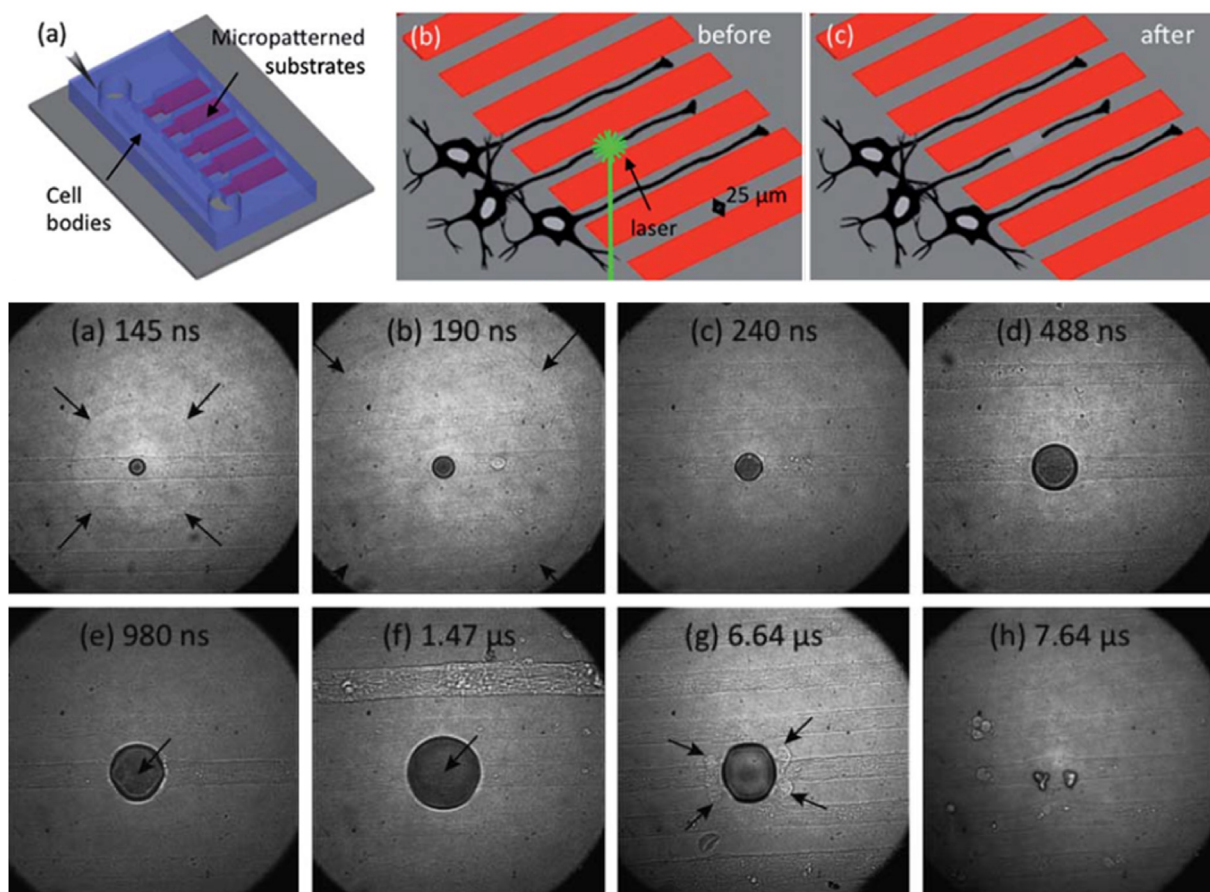 (a)
Micropatterned
substrates
Cell
bodies
(b)
before
laser
25 µm
(c)
after
(a) 145 ns
(b) 190 ns
(c) 240 ns
(d) 488 ns
(e) 980 ns
(f) 1.47 µs
(g) 6.64 µs
(h) 7.64 µs